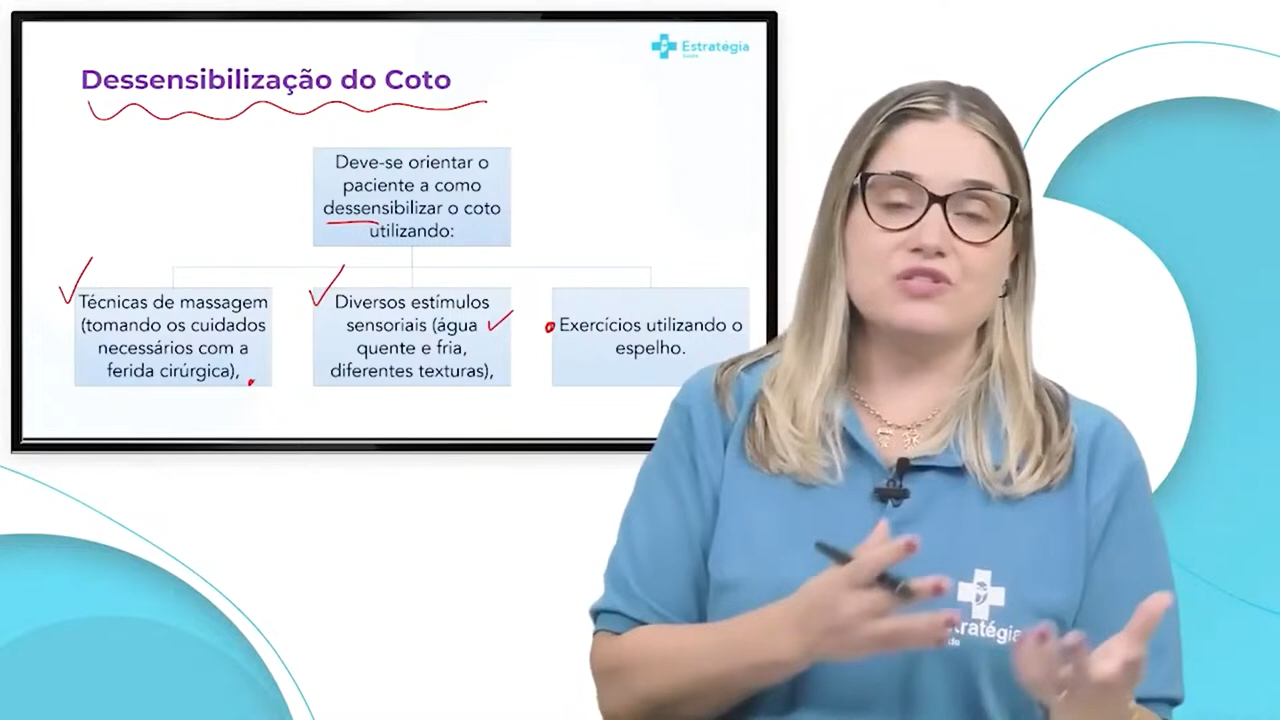 Estratégia
Dessensibilização do Coto
Deve-se orientar o
paciente a como
dessensibilizar o coto
utilizando:
Técnicas de massagem
(tomando os cuidados
necessários com a
ferida cirúrgica),
Diversos estímulos
sensoriais (água
quente e fria,
diferentes texturas),
Exercícios utilizando o
espelho.
tratégia